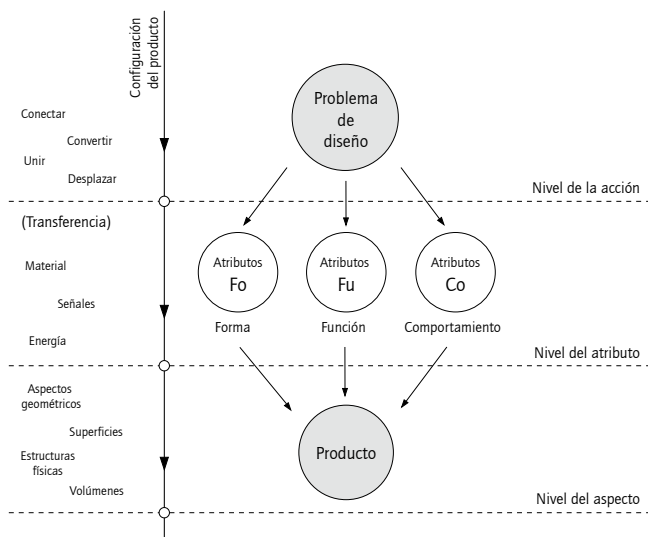 Configuración
del producto
Conectar
Convertir
Unir
Desplazar
Problema
de
diseño
Nivel de la acción
(Transferencia)
Material
Señales
Energía
Atributos
Fo
Forma
Atributos
Fu
Función
Atributos
Co
Comportamiento
Nivel del atributo
Aspectos
geométricos
Superficies
Estructuras
físicas
Volúmenes
Producto
Nivel del aspecto